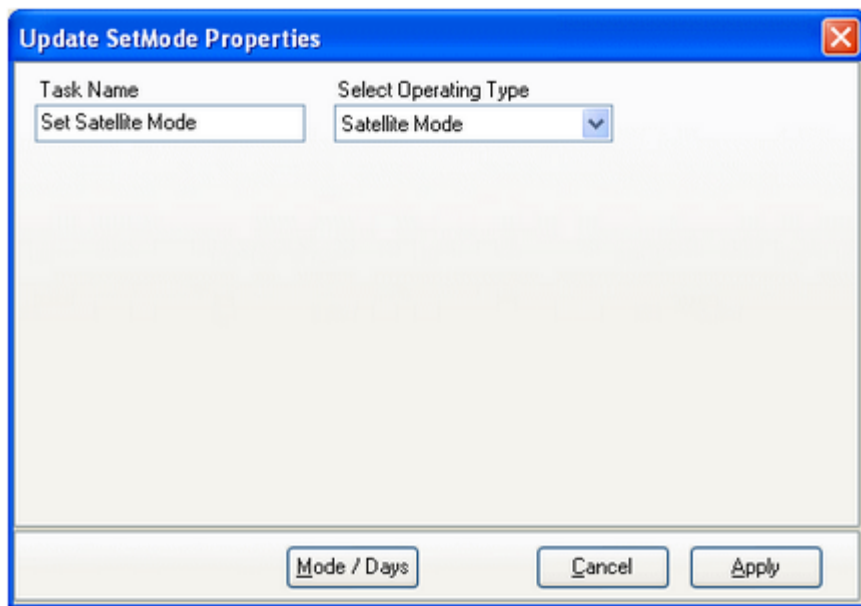 Update SetMode Properties
Task Name Select Operating Type
Set Satellite Mode Satellite Mode
Mode / Days Cancel Apply